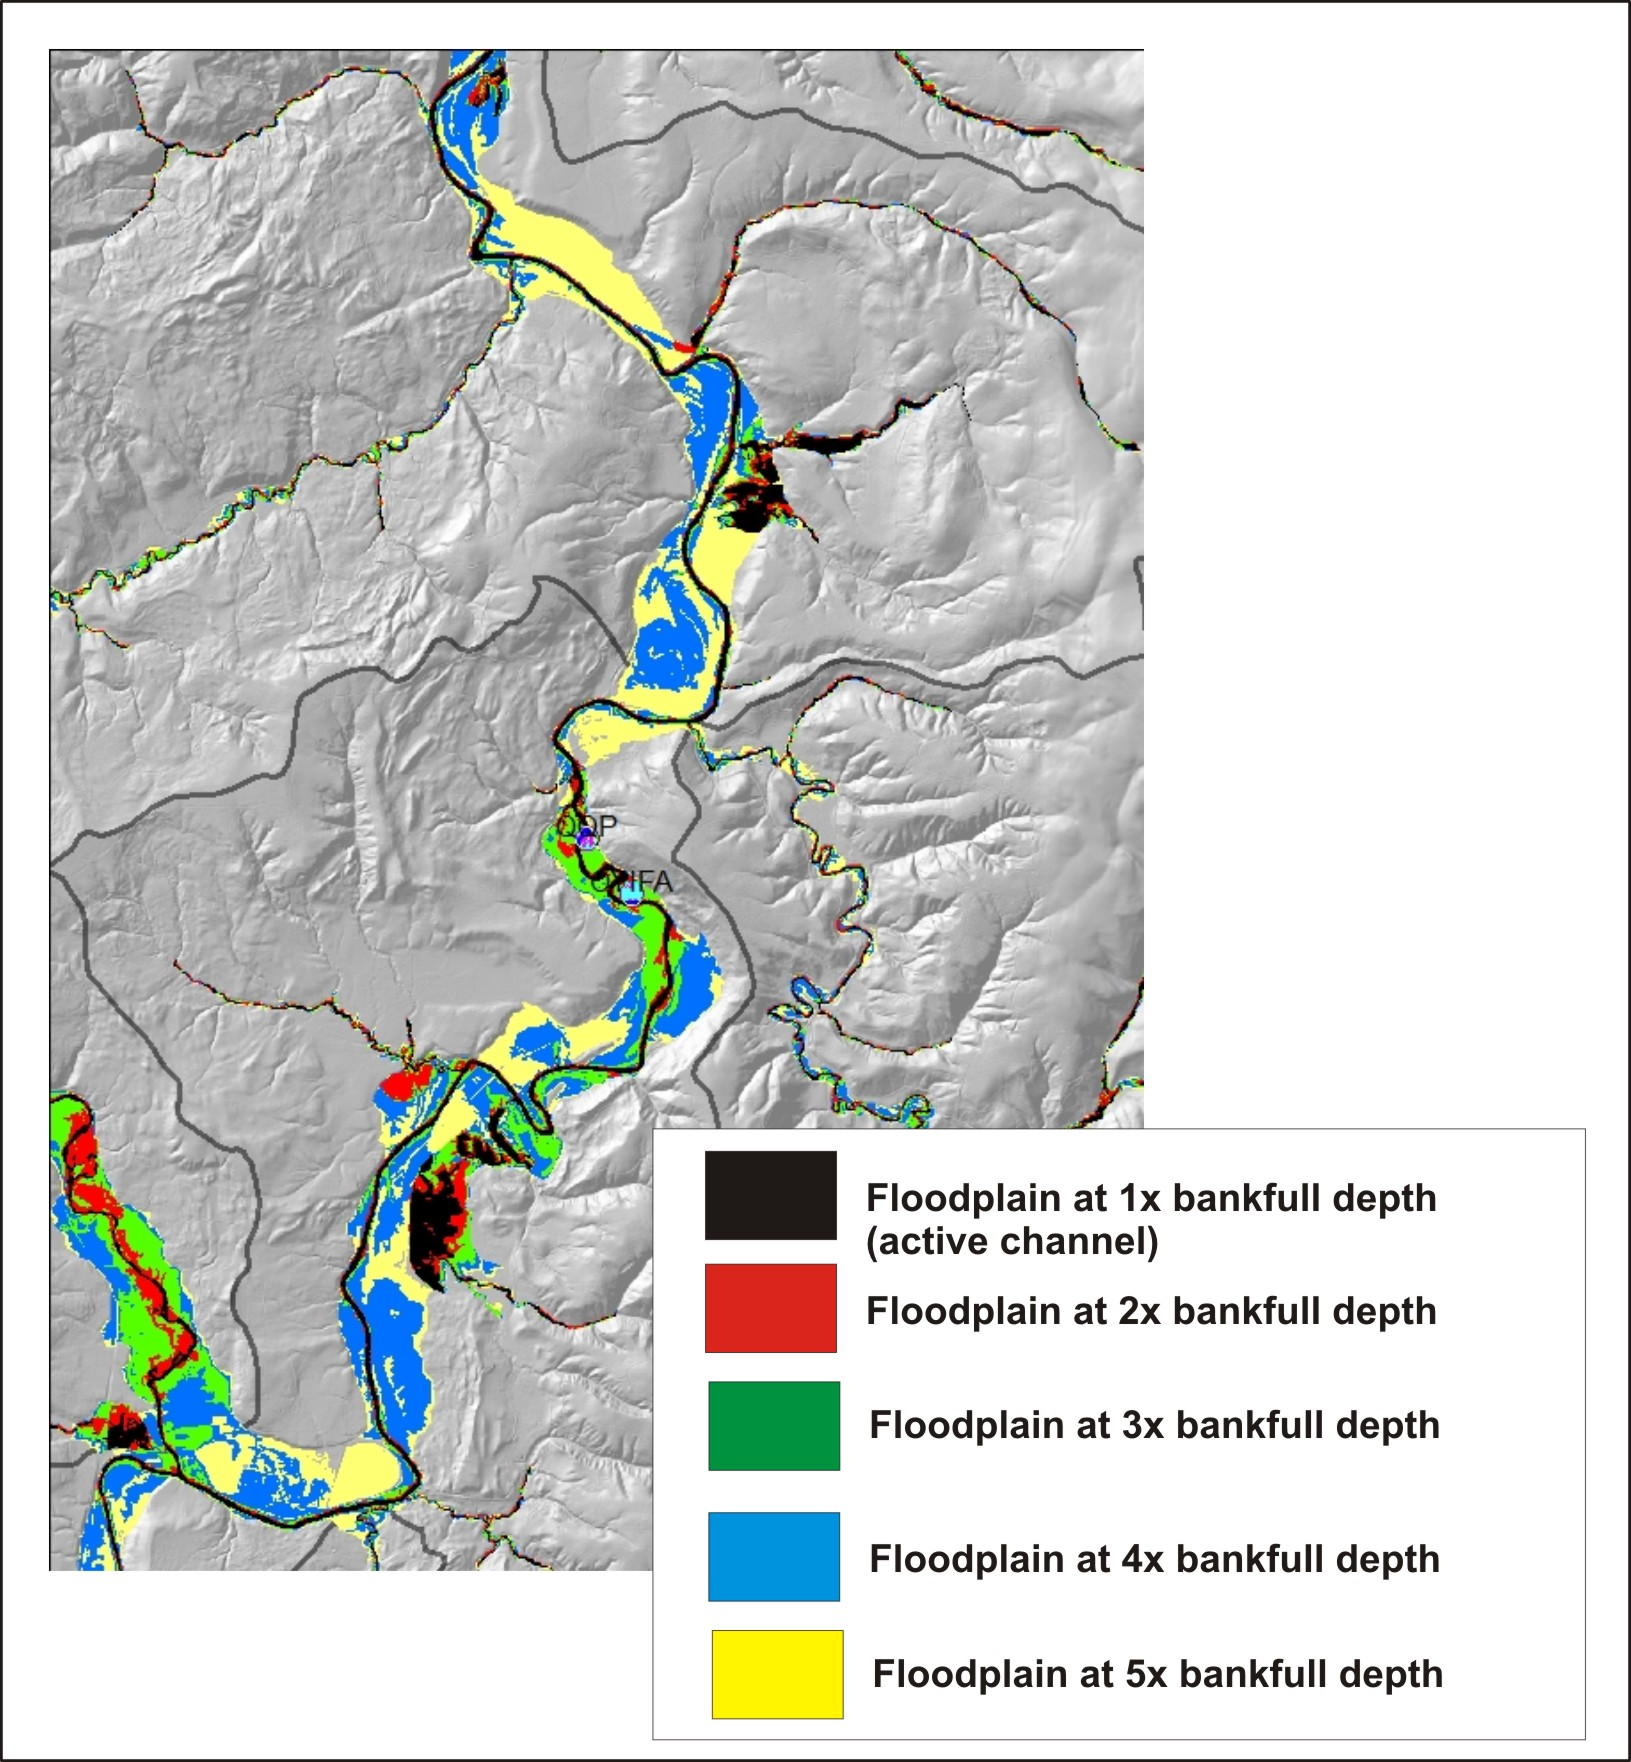 Floodplain at 1x bankfull depth
(active channel)
Floodplain at 2x bankfull depth
Floodplain at 3x bankfull depth
Floodplain at 4x bankfull depth
Floodplain at 5x bankfull depth